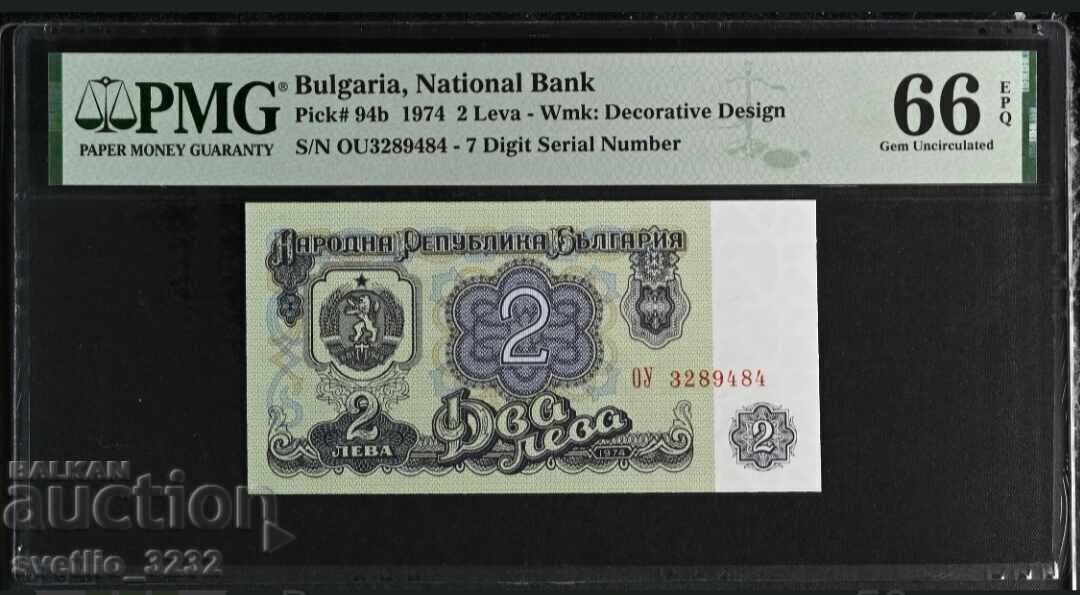 PMG®
PAPER MONEY GUARANTY
Bulgaria, National Bank
Pick# 94b 1974 2 Leva - Wmk: Decorative Design
S/N OU3289484 - 7 Digit Serial Number
66
EPQ
Gem Uncirculated
НАРОДНА РЕПУБЛИКА БЪЛГАРИЯ
2
ОУ 3289484
2
ЛЕВА
Два
лева
1974
2
BALKAN
auction
svetlio_3232